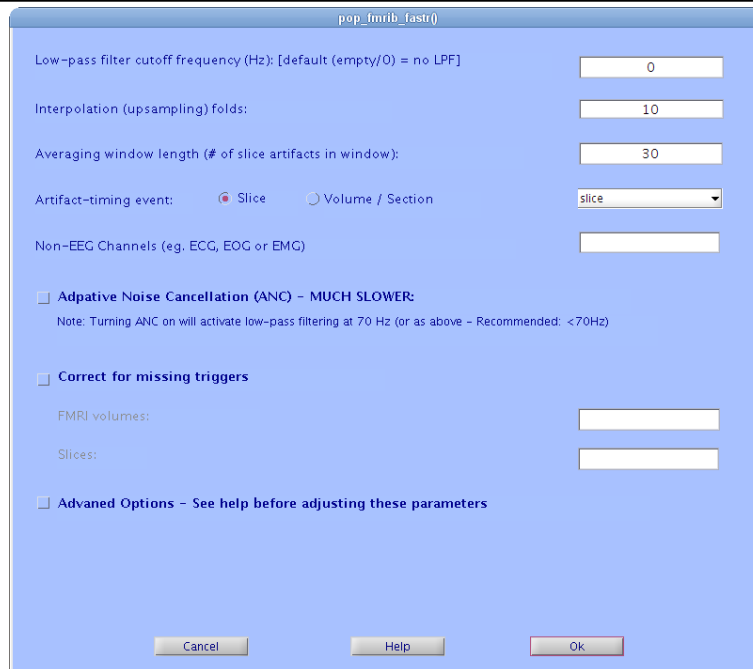 pop_fmrib_fastr()
Low-pass filter cutoff frequency (Hz): [default (empty/0) = no LPF] 0
Interpolation (upsampling) folds: 10
Averaging window length (# of slice artifacts in window): 30
Artifact-timing event: Slice Volume / Section slice
Non-EEG Channels (eg. ECG, EOG or EMG)
Adpative Noise Cancellation (ANC) - MUCH SLOWER:
Note: Turning ANC on will activate low-pass filtering at 70 Hz (or as above - Recommended: <70Hz)
Correct for missing triggers
FMRI volumes:
Slices:
Advaned Options - See help before adjusting these parameters
Cancel Help Ok